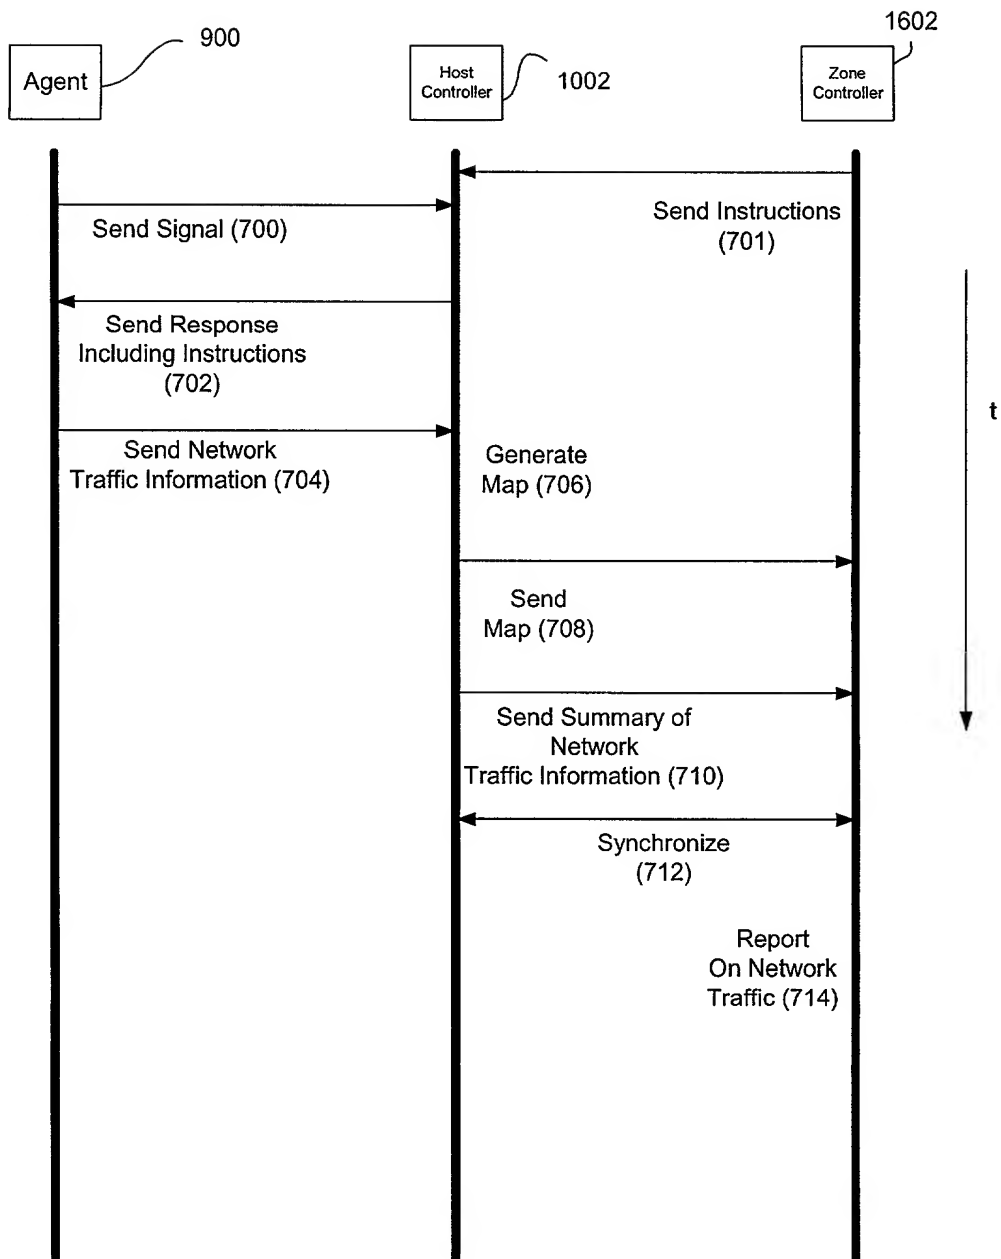 900
1602
Agent
Host
Controller
1002
Zone
Controller
Send Instructions
(701)
Send Signal (700)
Send Response
Including Instructions
(702)
t
Send Network
Traffic Information (704)
Generate
Map (706)
Send
Map (708)
Send Summary of
Network
Traffic Information (710)
Synchronize
(712)
Report
On Network
Traffic (714)